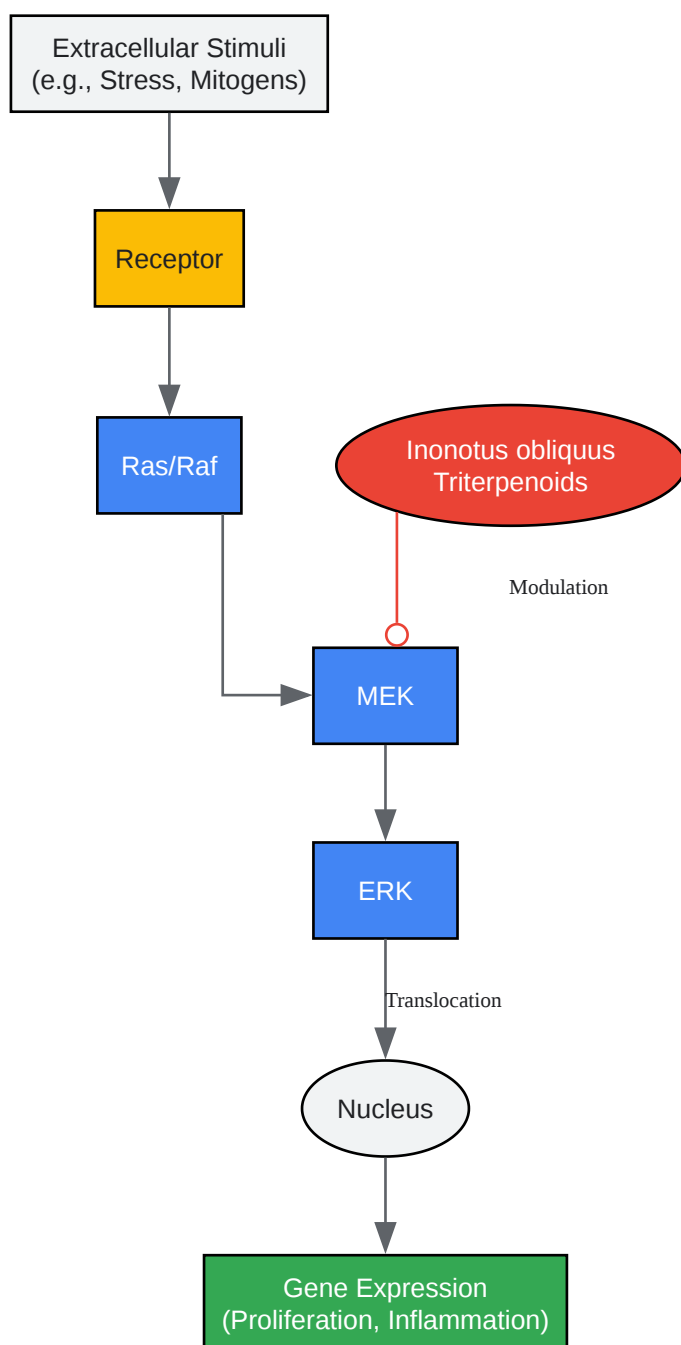 Extracellular Stimuli
(e.g., Stress, Mitogens)
Receptor
Ras/Raf
Inonotus obliquus
Triterpenoids
Modulation
MEK
ERK
Translocation
Nucleus
Gene Expression
(Proliferation, Inflammation)